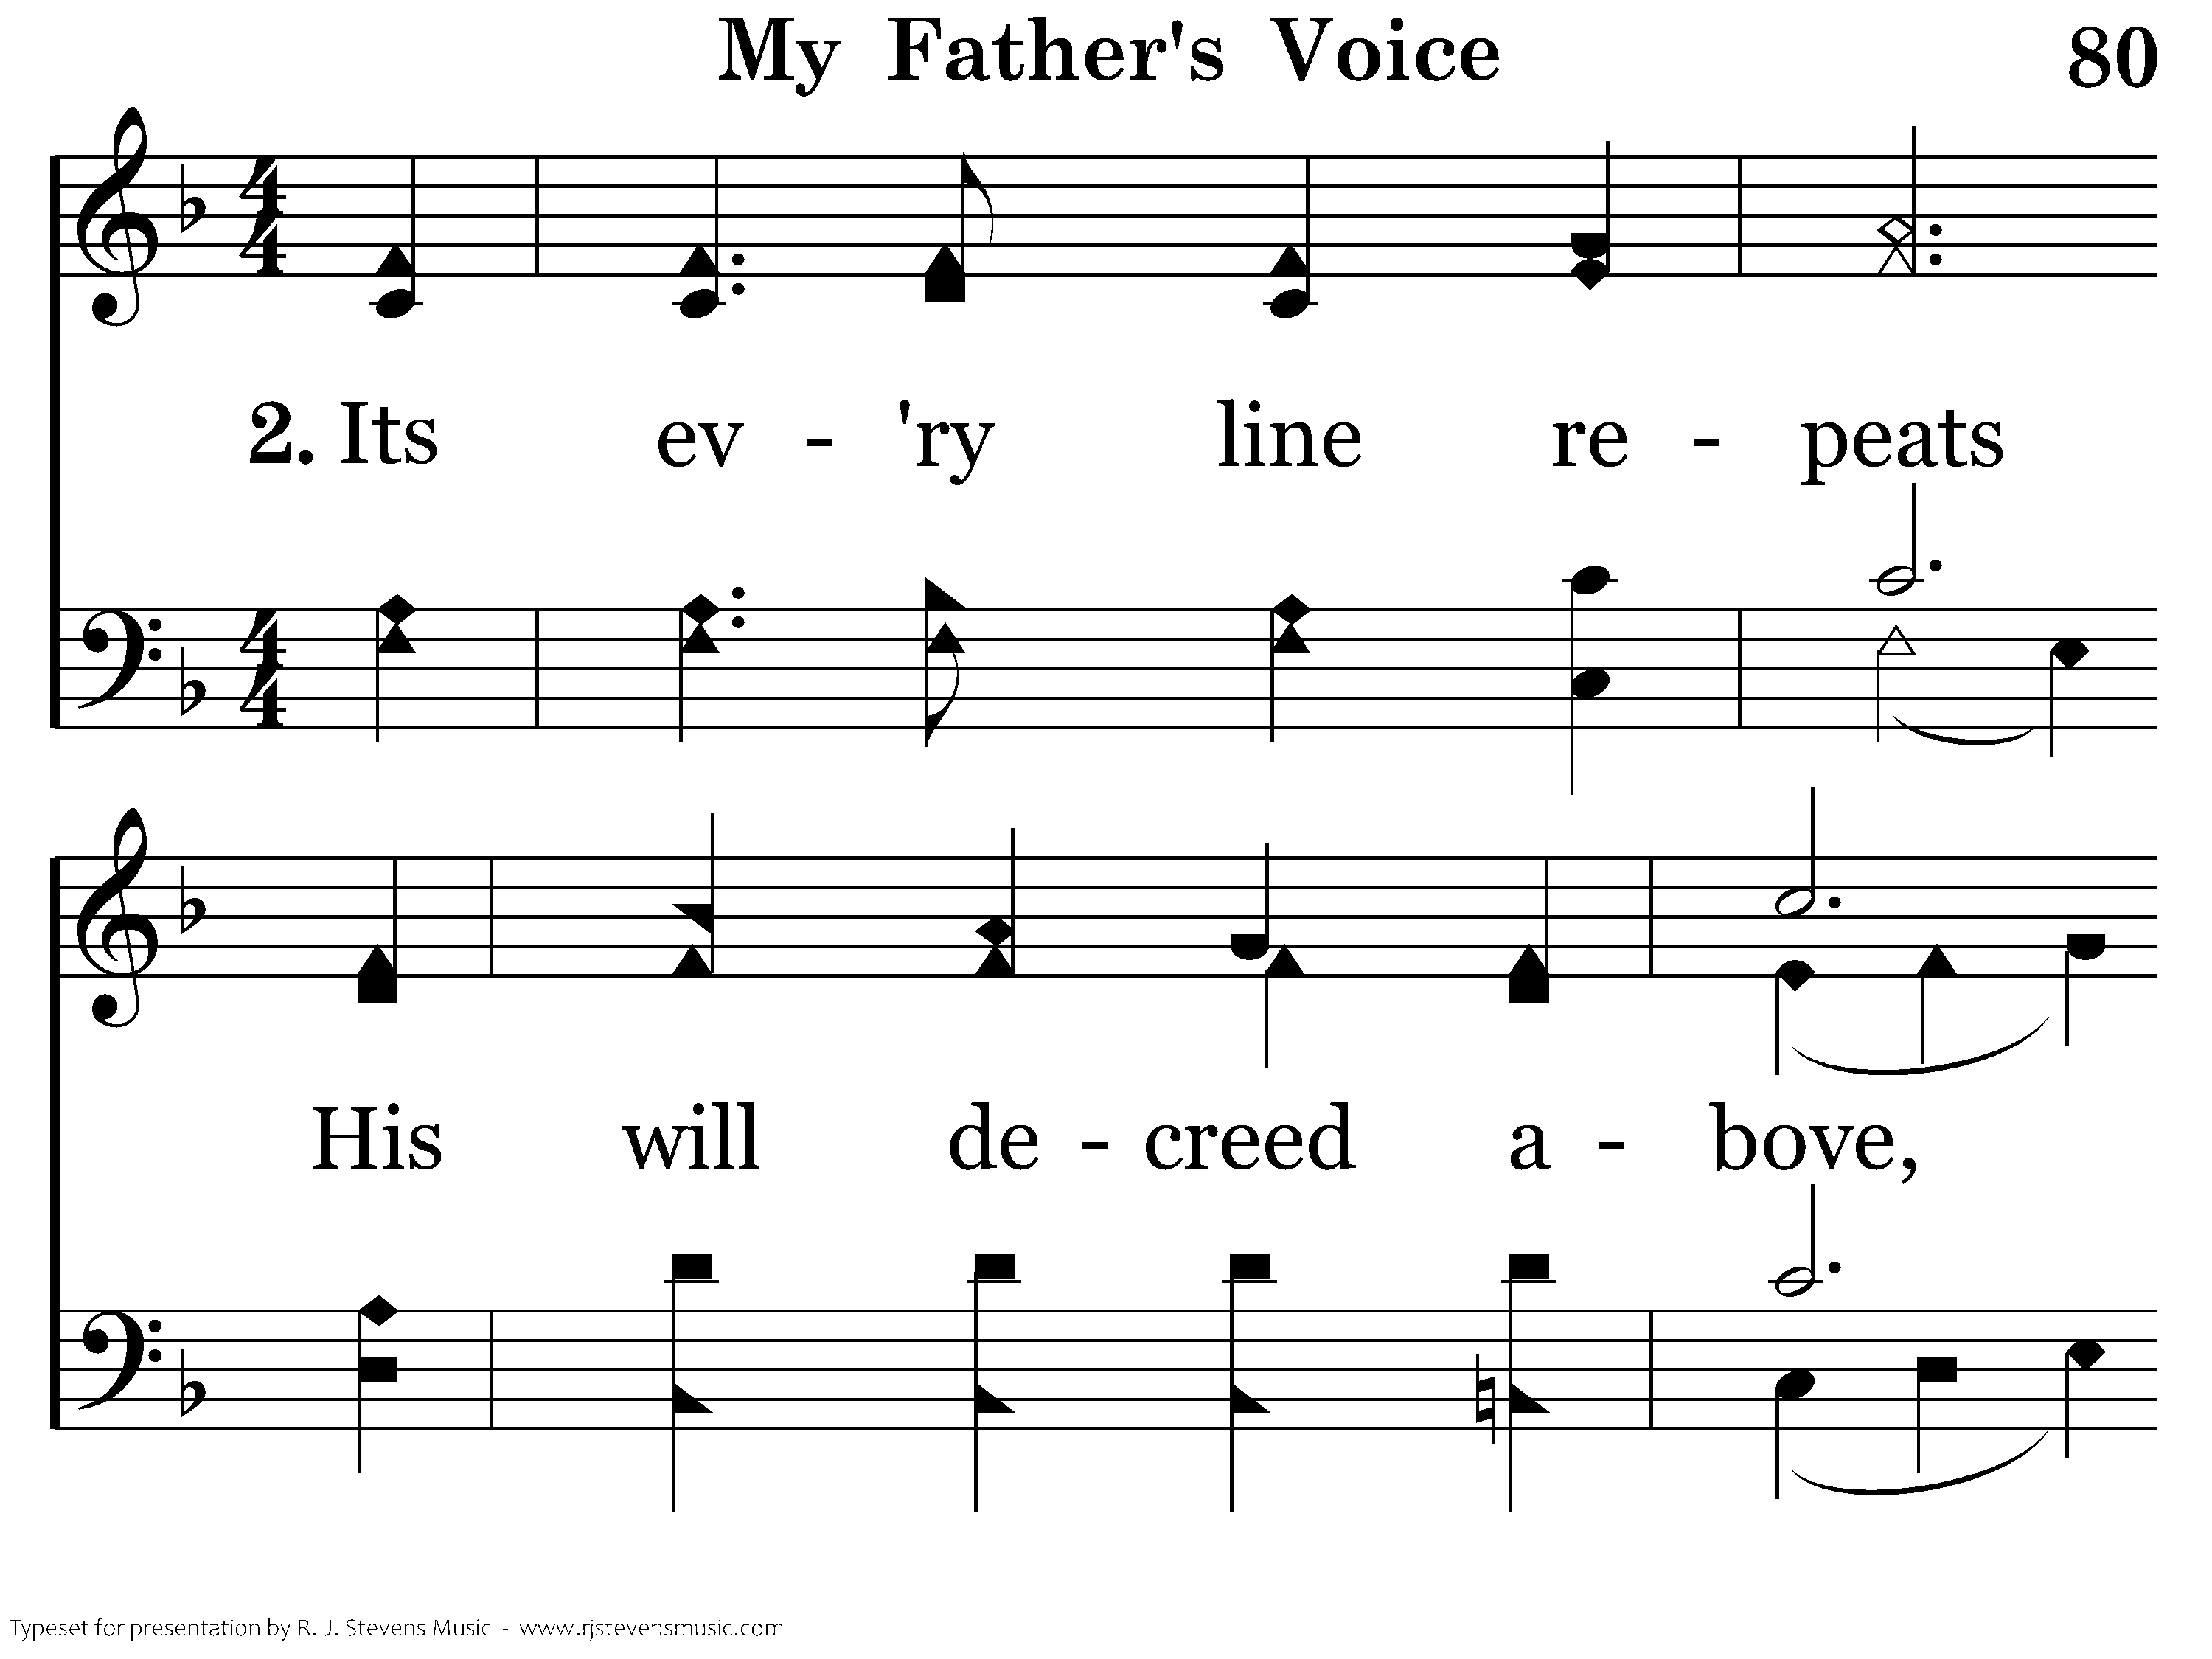 My Father's Voice 80
2. Its ev - 'ry line re - peats
His will de - creed a - bove,
Typeset for presentation by R. J. Stevens Music - www.rjstevensmusic.com